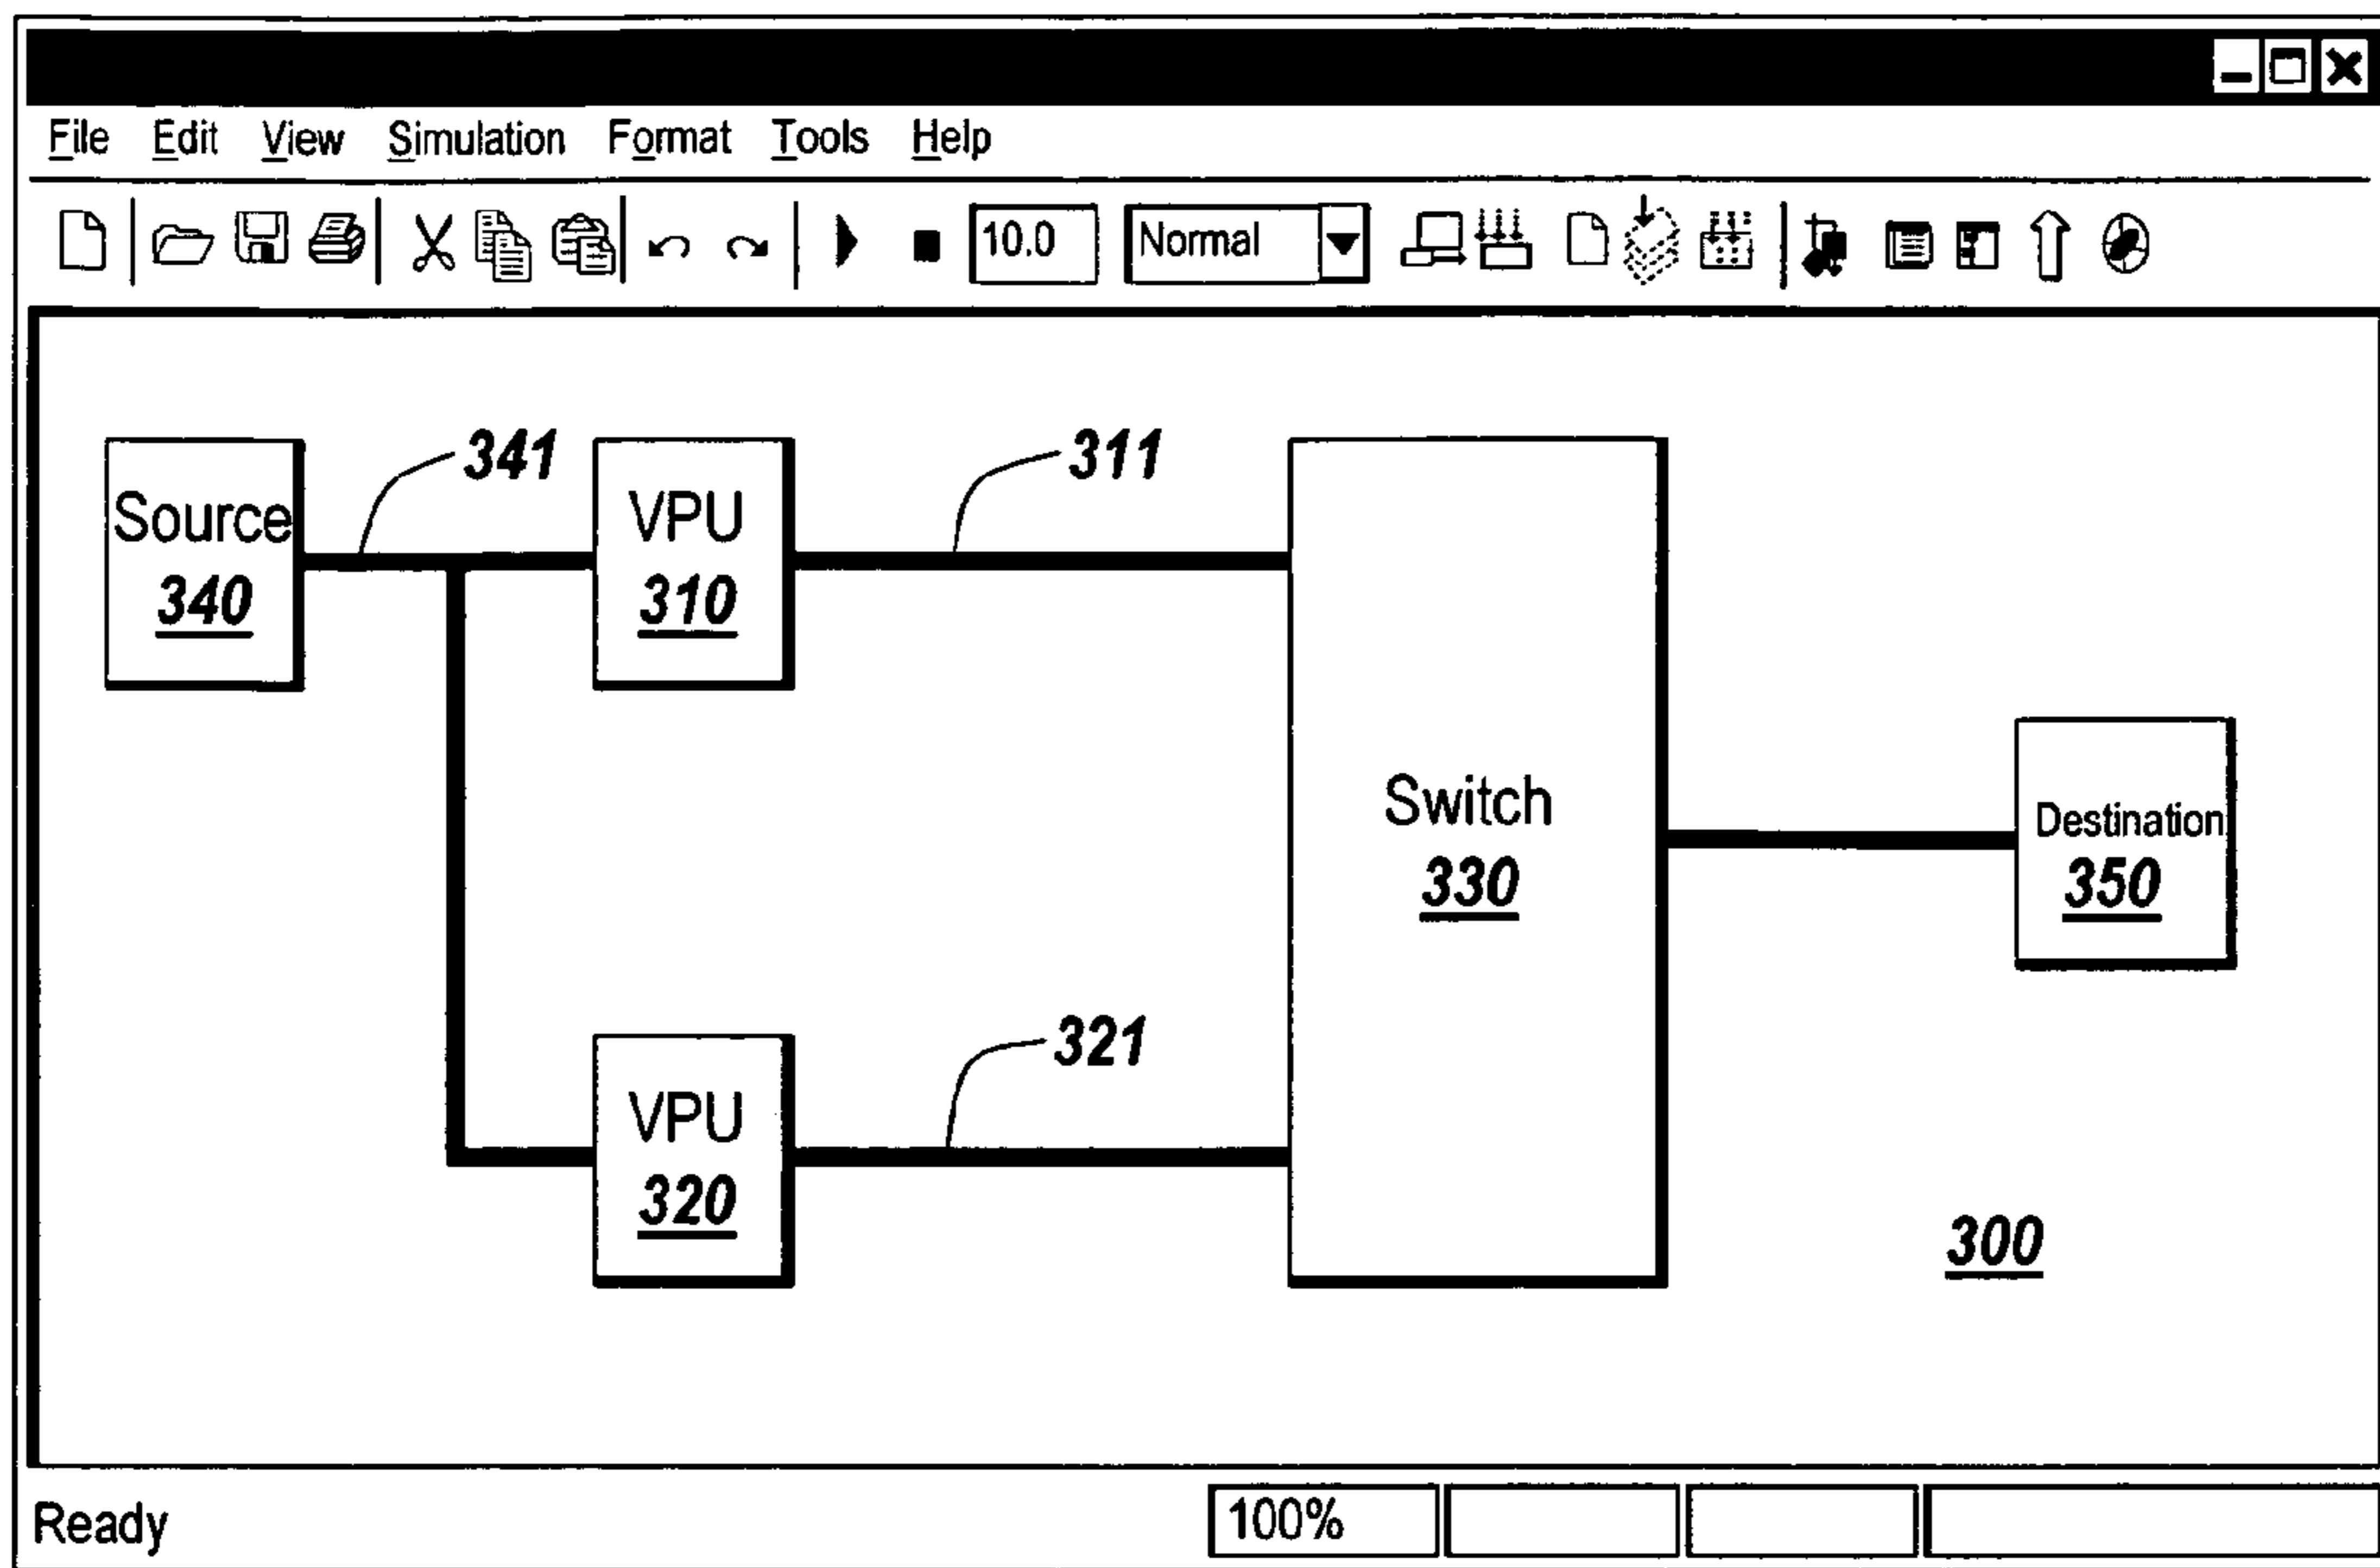 File Edit View Simulation Format Tools Help
10.0 Normal
341
311
Source
340
VPU
310
Switch
330
Destination
350
321
VPU
320
300
Ready
100%